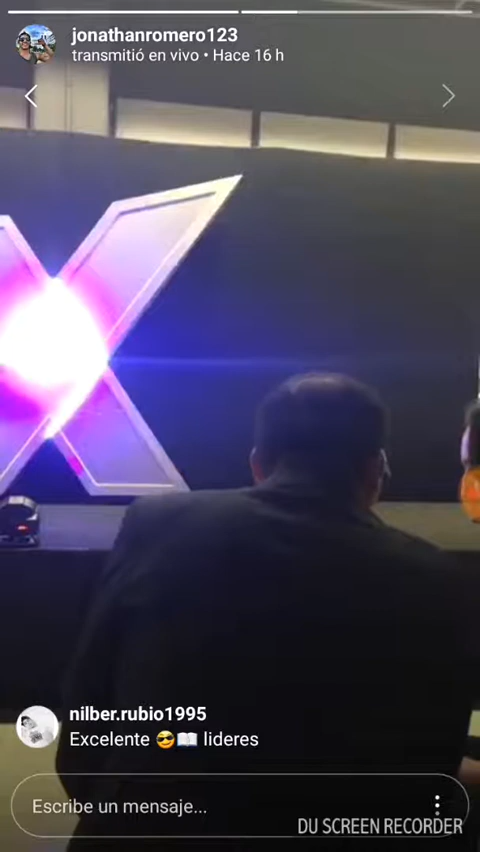 jonathanromero123
transmitió en vivo • Hace 16 h
X
nilber.rubio1995
Excelente 😎📖 lideres
Escribe un mensaje...
DU SCREEN RECORDER